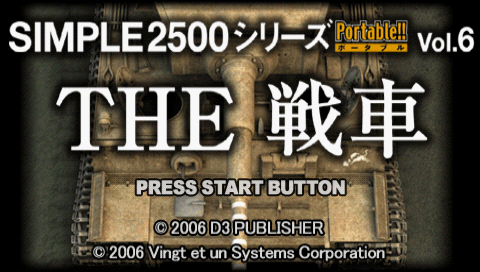 SIMPLE2500シリーズ Portable!! ポータブル Vol.6
THE 戦車
PRESS START BUTTON
© 2006 D3 PUBLISHER
© 2006 Vingt et un Systems Corporation